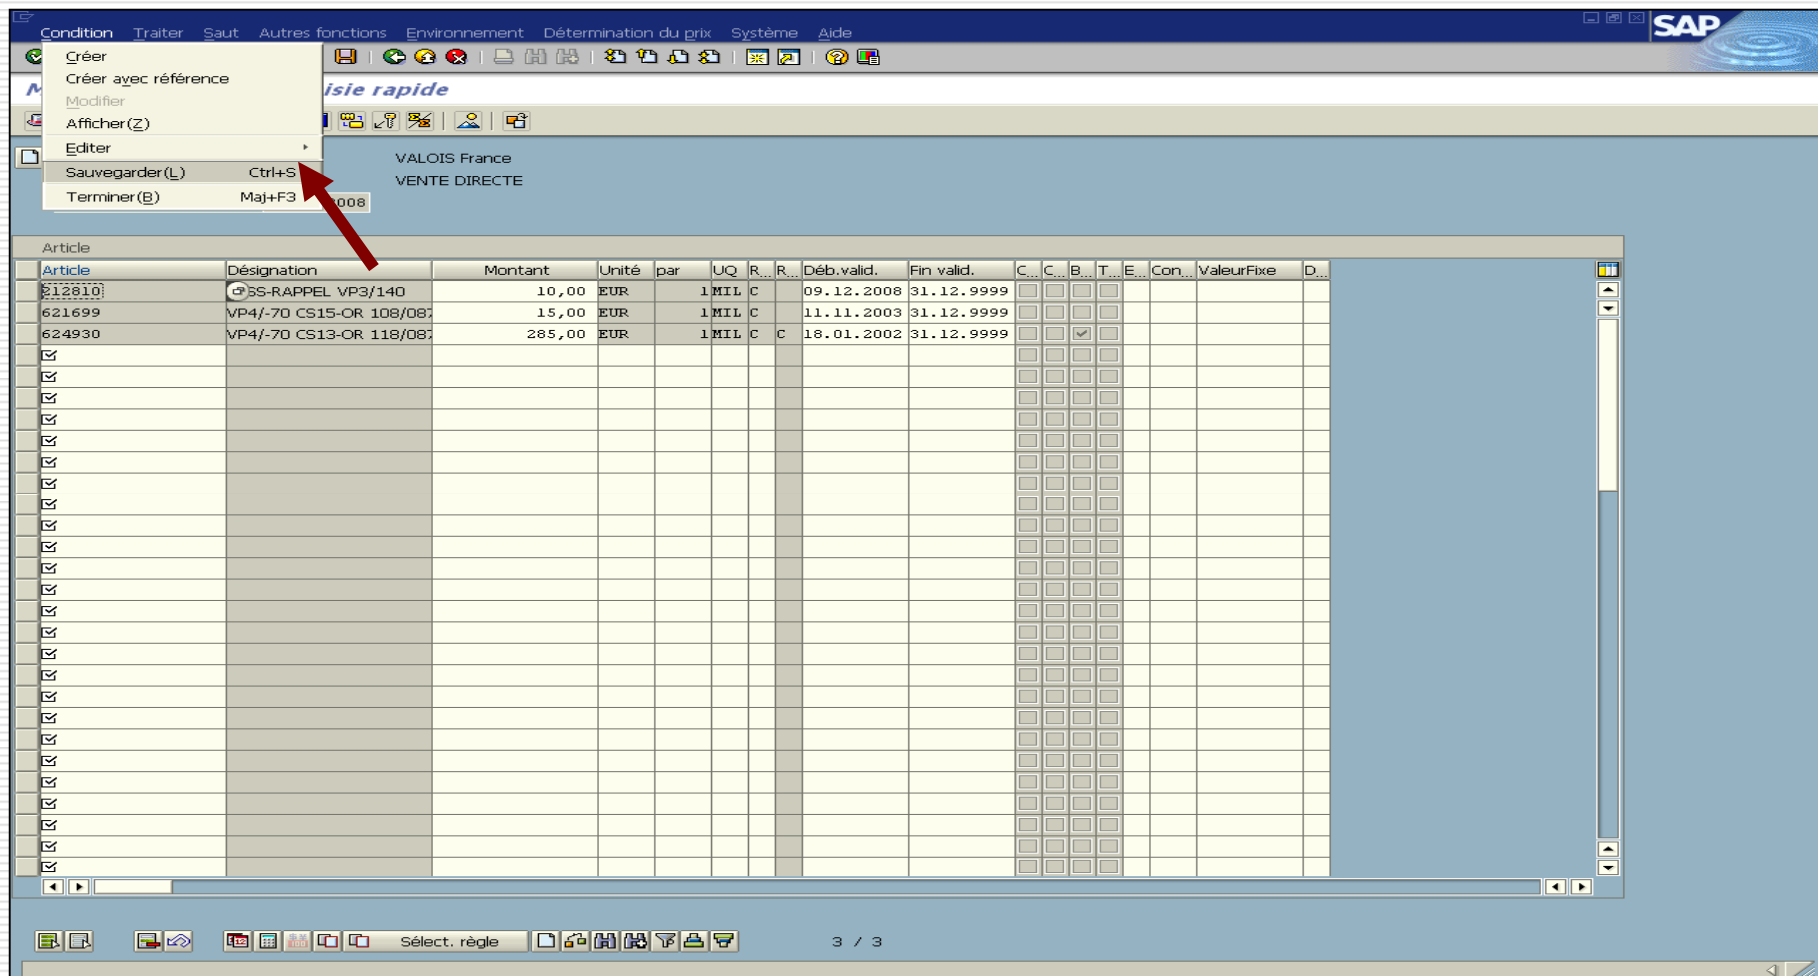 Condition Traiter Saut Autres fonctions Environnement Détermination du prix Système Aide
SAP
Créer
Créer avec référence
Modifier
Afficher(Z)
Editer
Sauvegarder(L) Ctrl+S
Terminer(B) Maj+F3
isie rapide
VALOIS France
VENTE DIRECTE
008
Article
Article Désignation Montant Unité par UQ R... R... Déb.valid. Fin valid. C... C... B... T... E... Con... ValeurFixe D...
212810 SS-RAPPEL VP3/140 10,00 EUR 1 MIL C 09.12.2008 31.12.9999
621699 VP4/-70 CS15-OR 108/087 15,00 EUR 1 MIL C 11.11.2003 31.12.9999
624930 VP4/-70 CS13-OR 118/087 285,00 EUR 1 MIL C C 18.01.2002 31.12.9999
Sélect. règle 3 / 3